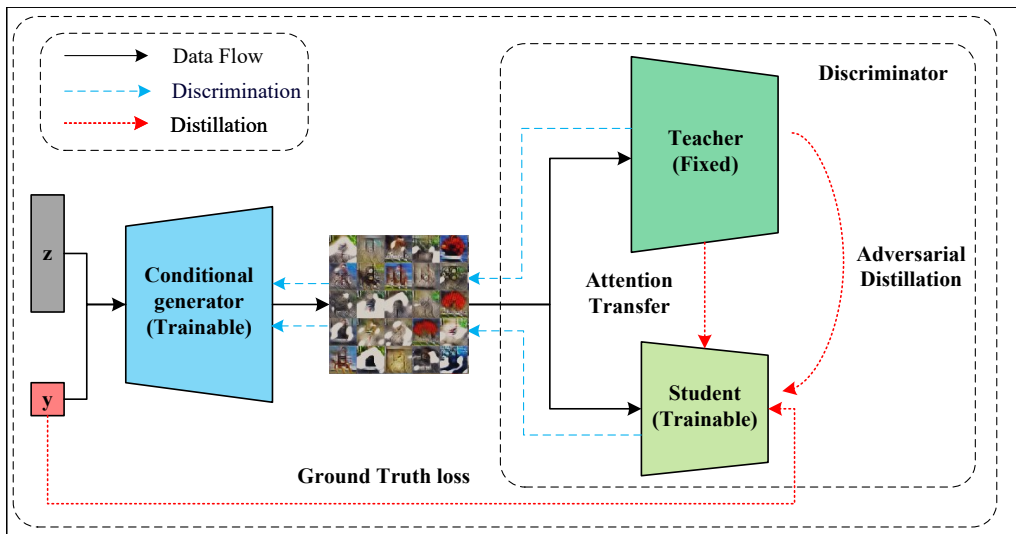 Data Flow
Discrimination
Distillation
Discriminator
Teacher
(Fixed)
z
Conditional
generator
(Trainable)
Attention
Transfer
Adversarial
Distillation
y
Student
(Trainable)
Ground Truth loss